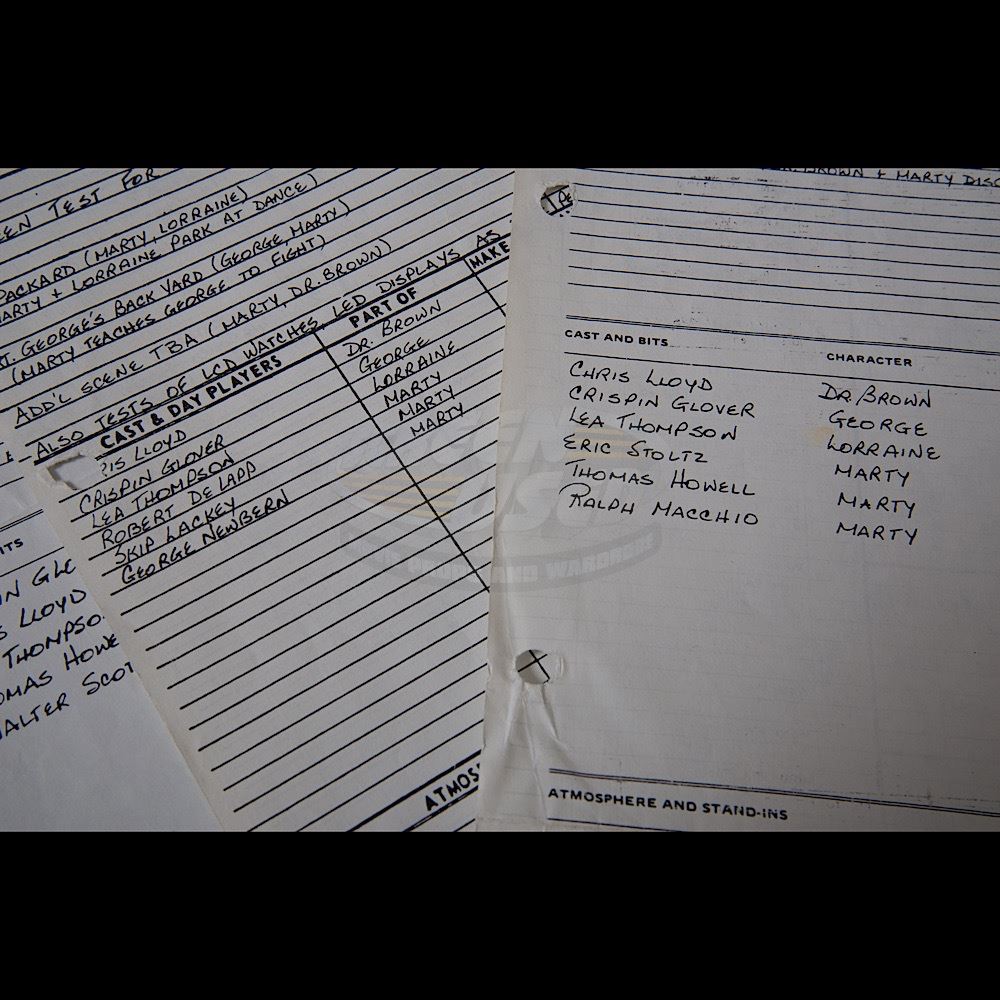 EEN TEST FOR
PACKARD (MARTY, LORRAINE)
ARTY + LORRAINE PARK AT DANCE)
T. GEORGE'S BACK YARD (GEORGE, MARTY)
(MARTY TEACHES GEORGE TO FIGHT)
ADD'L SCENE TBA (MARTY, DR. BROWN)
ALSO TESTS OF LCD WATCHES, LED DISPLAYS AS
CAST & DAY PLAYERS PART OF MAKE
RIS LLOYD DR. BROWN
CRISPIN GLOVER GEORGE
LEA THOMPSON LORRAINE
ROBERT DE LAPP MARTY
SKIP LACKEY MARTY
GEORGE NEWBERN MARTY
ATMOS
ITS
N GLO
S LLOYD
THOMPSO
OMAS HOWE
ALTER SCOT
R. BROWN + MARTY DISC
CAST AND BITS CHARACTER
CHRIS LLOYD DR. BROWN
CRISPIN GLOVER GEORGE
LEA THOMPSON LORRAINE
ERIC STOLTZ MARTY
THOMAS HOWELL MARTY
RALPH MACCHIO MARTY
ATMOSPHERE AND STAND-INS